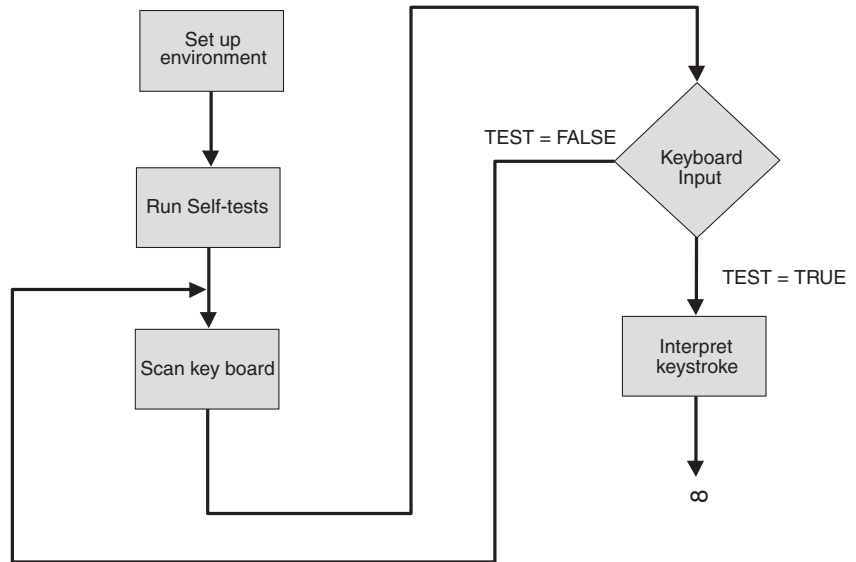 Set up
environment
Run Self-tests
Scan key board
TEST = FALSE
Keyboard
Input
TEST = TRUE
Interpret
keystroke
∞